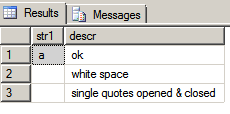 Results Messages
str1 descr
1 a ok
2 white space
3 single quotes opened & closed